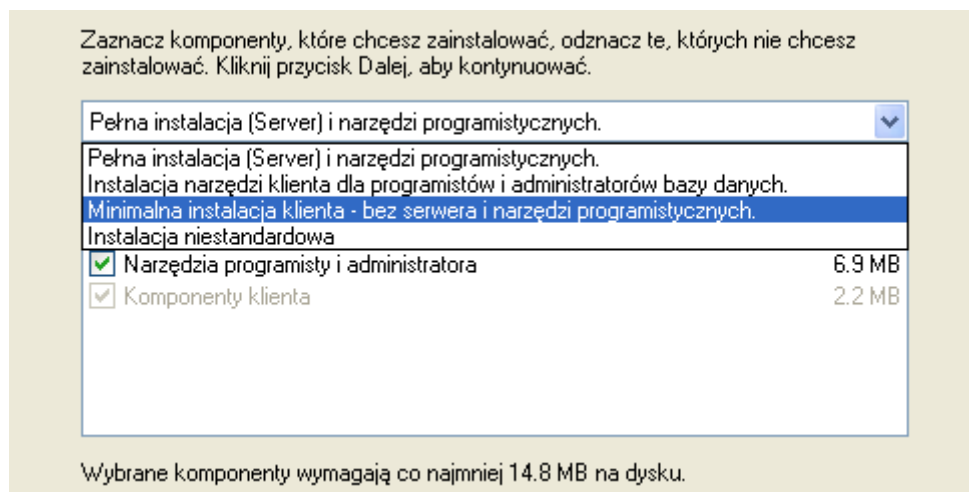 Zaznacz komponenty, które chcesz zainstalować, odznacz te, których nie chcesz
zainstalować. Kliknij przycisk Dalej, aby kontynuować.
Pełna instalacja (Server) i narzędzi programistycznych.
Pełna instalacja (Server) i narzędzi programistycznych.
Instalacja narzędzi klienta dla programistów i administratorów bazy danych.
Minimalna instalacja klienta - bez serwera i narzędzi programistycznych.
Instalacja niestandardowa
Narzędzia programisty i administratora 6.9 MB
Komponenty klienta 2.2 MB
Wybrane komponenty wymagają co najmniej 14.8 MB na dysku.